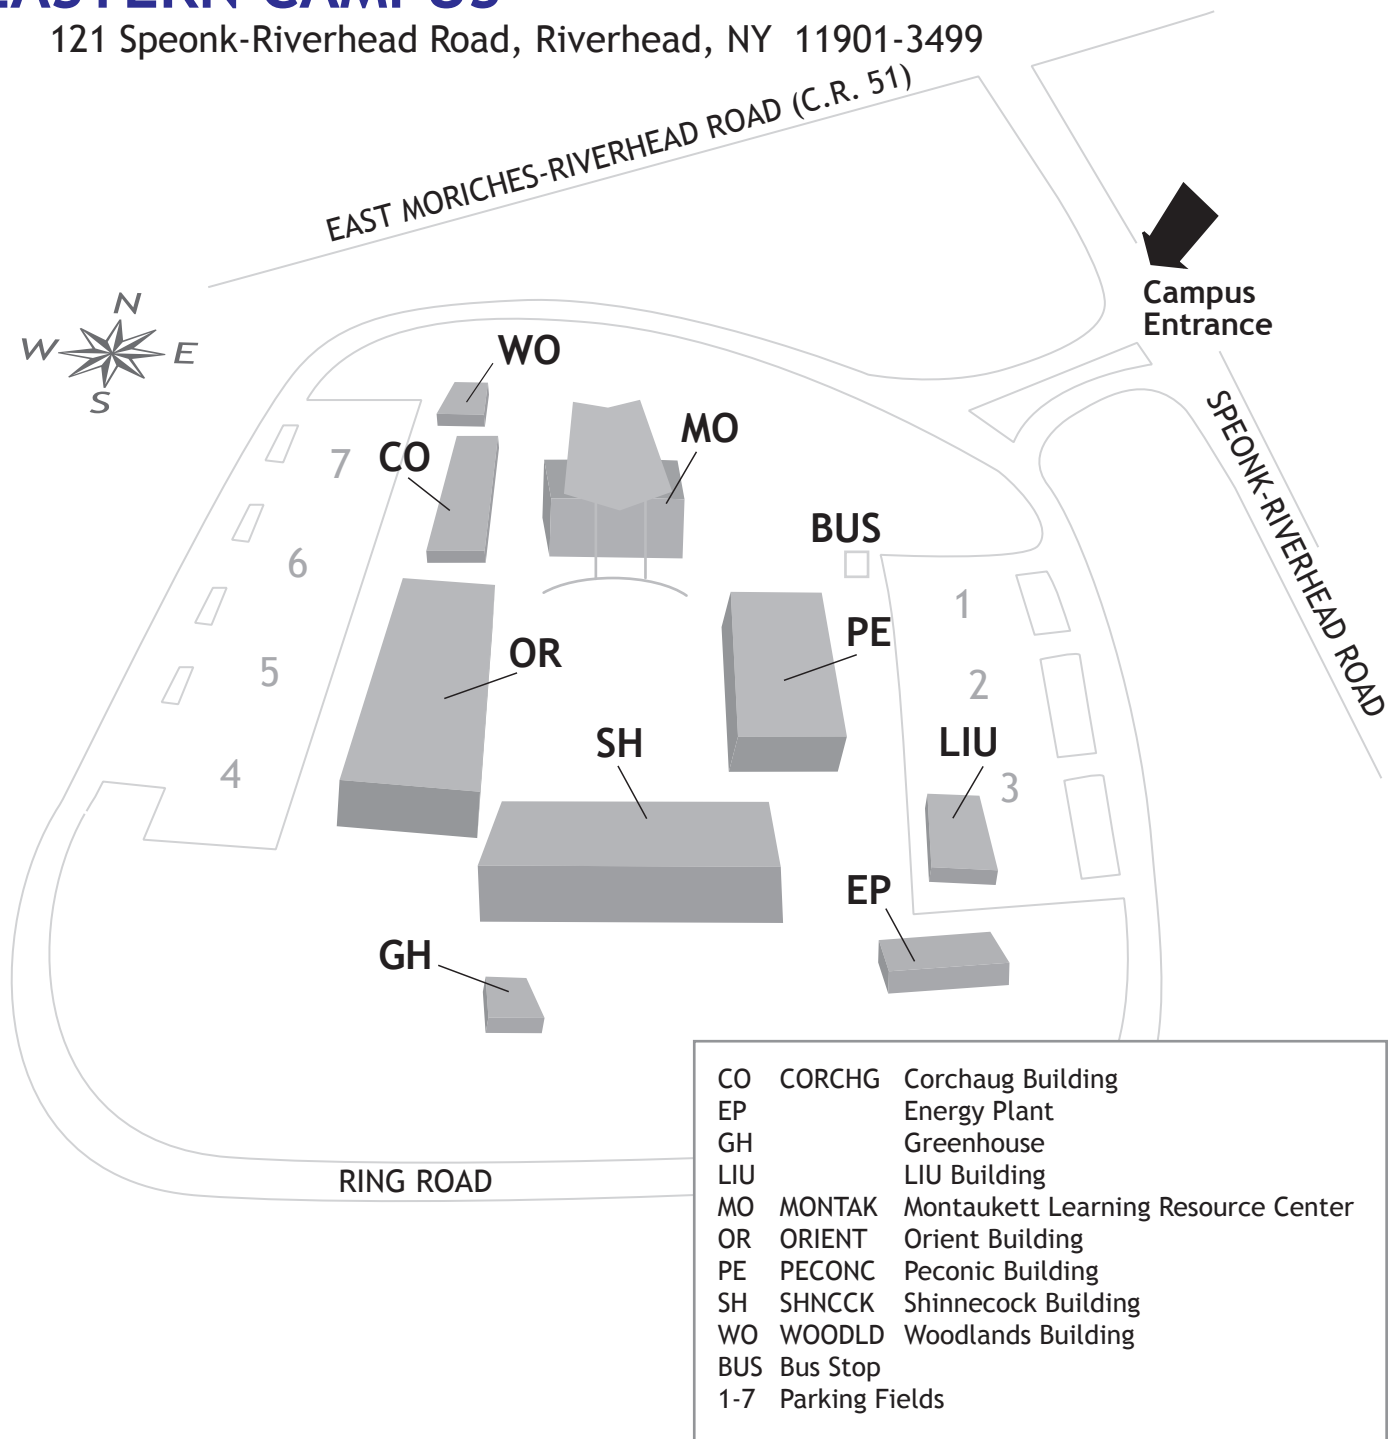 EASTERN CAMPUS
121 Speonk-Riverhead Road, Riverhead, NY  11901-3499
EAST MORICHES-RIVERHEAD ROAD (C.R. 51)
Campus
Entrance
N
W
E
S
WO
MO
CO
7
BUS
SPEONK-RIVERHEAD ROAD
6
1
PE
OR
5
2
SH
LIU
4
3
EP
GH
RING ROAD
CO CORCHG Corchaug Building
EP Energy Plant
GH Greenhouse
LIU LIU Building
MO MONTAK Montaukett Learning Resource Center
OR ORIENT Orient Building
PE PECONC Peconic Building
SH SHNCCK Shinnecock Building
WO WOODLD Woodlands Building
BUS Bus Stop
1-7 Parking Fields